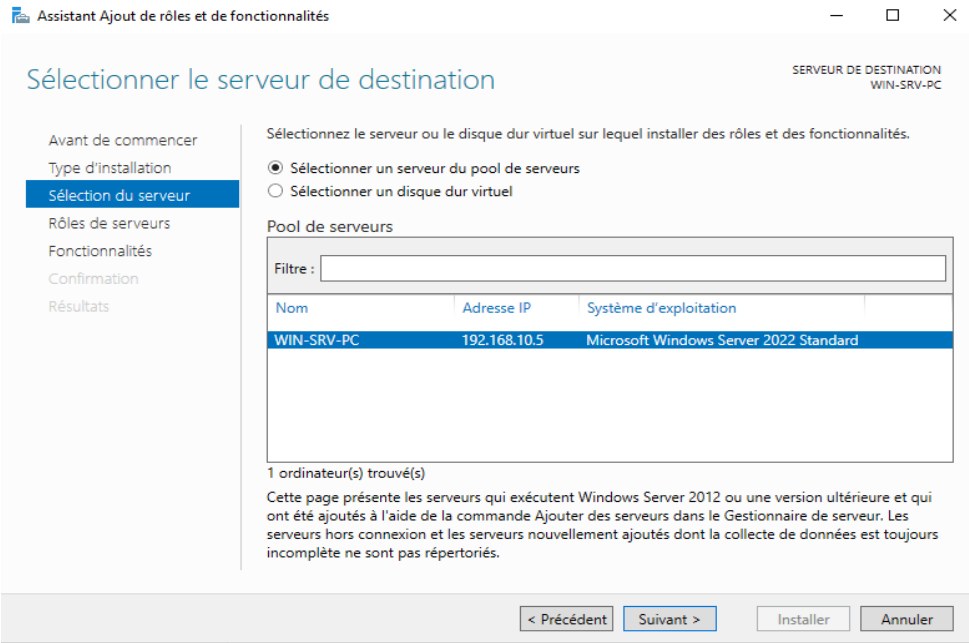 Assistant Ajout de rôles et de fonctionnalités
Sélectionner le serveur de destination
SERVEUR DE DESTINATION
WIN-SRV-PC
Avant de commencer
Type d'installation
Sélection du serveur
Rôles de serveurs
Fonctionnalités
Confirmation
Résultats
Sélectionnez le serveur ou le disque dur virtuel sur lequel installer des rôles et des fonctionnalités.
Sélectionner un serveur du pool de serveurs
Sélectionner un disque dur virtuel
Pool de serveurs
Filtre :
Nom Adresse IP Système d'exploitation
WIN-SRV-PC 192.168.10.5 Microsoft Windows Server 2022 Standard
1 ordinateur(s) trouvé(s)
Cette page présente les serveurs qui exécutent Windows Server 2012 ou une version ultérieure et qui
ont été ajoutés à l'aide de la commande Ajouter des serveurs dans le Gestionnaire de serveur. Les
serveurs hors connexion et les serveurs nouvellement ajoutés dont la collecte de données est toujours
incomplète ne sont pas répertoriés.
< Précédent Suivant > Installer Annuler